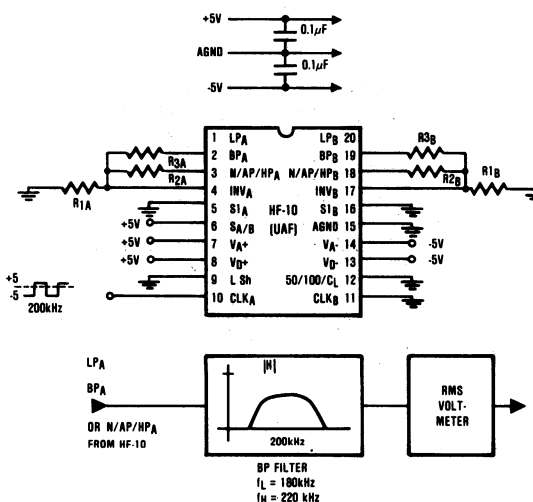 +5V
0.1µF
AGND
0.1µF
-5V
1 LPA LPB 20
2 BPA BPB 19
3 N/AP/HPA N/AP/HPB 18
4 INVA INVB 17
5 S1A HF-10 S1B 16
6 SA/B (UAF) AGND 15
7 VA+ VA- 14
8 VD+ VD- 13
9 L Sh 50/100/CL 12
10 CLKA CLKB 11
R3A
R2A
R1A
R3B
R2B
R1B
+5V
+5V
+5V
-5V
-5V
+5
-5
200kHz
LPA
BPA
OR N/AP/HPA
FROM HF-10
|H|
200kHz
BP FILTER
fL = 180kHz
fH = 220 kHz
RMS
VOLT-
METER